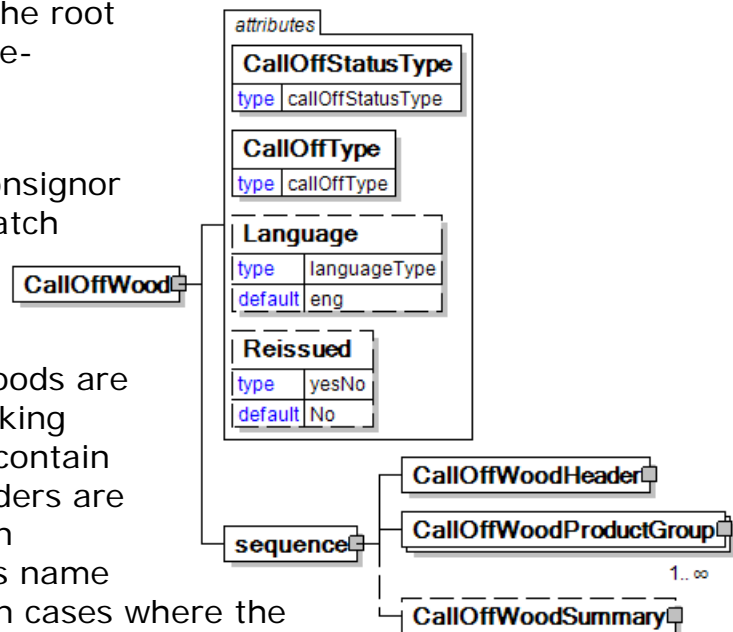 he root
e-
onsignor
atch
oods are
king
contain
ders are
n
s name
n cases where the
attributes
CallOffStatusType
type callOffStatusType
CallOffType
type callOffType
Language
type languageType
default eng
Reissued
type yesNo
default No
CallOffWood
sequence
CallOffWoodHeader
CallOffWoodProductGroup
1.. ∞
CallOffWoodSummary